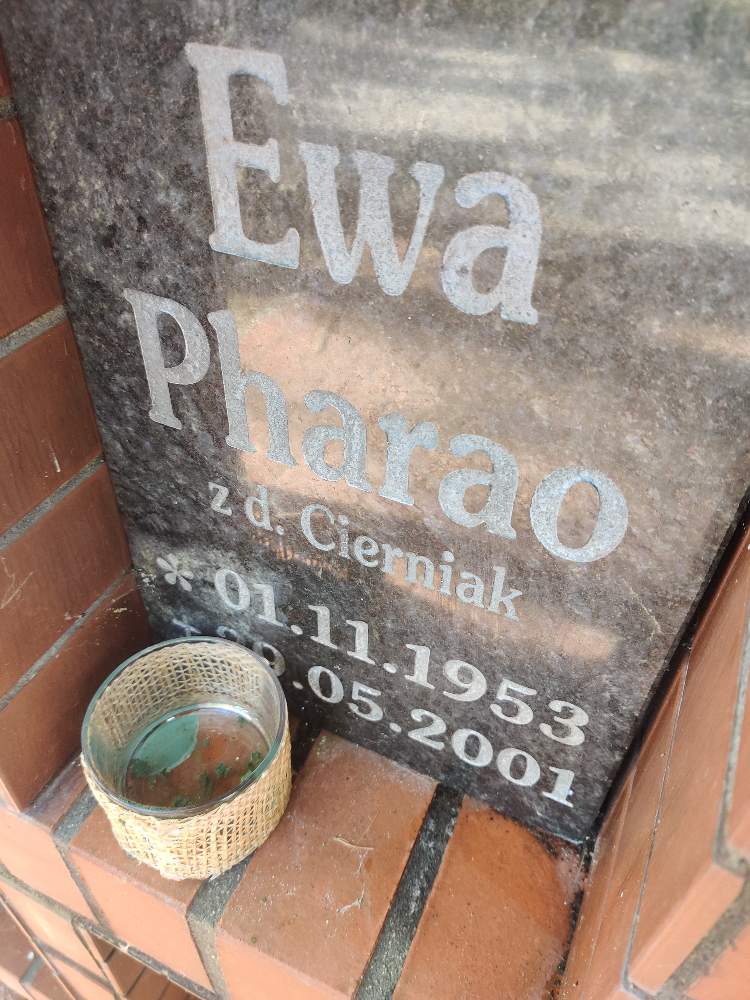 Ewa
Pharao
z d. Cierniak
* 01.11.1953
.05.2001